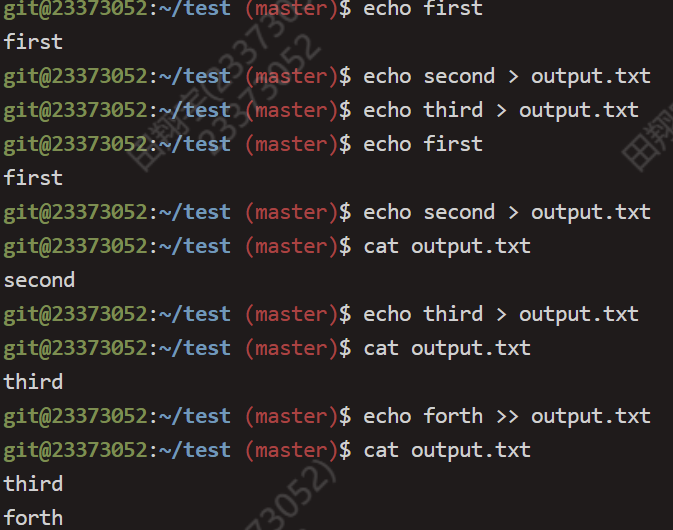 git@23373052:~/test (master)$ echo first
first
git@23373052:~/test (master)$ echo second > output.txt
git@23373052:~/test (master)$ echo third > output.txt
git@23373052:~/test (master)$ echo first
first
git@23373052:~/test (master)$ echo second > output.txt
git@23373052:~/test (master)$ cat output.txt
second
git@23373052:~/test (master)$ echo third > output.txt
git@23373052:~/test (master)$ cat output.txt
third
git@23373052:~/test (master)$ echo forth >> output.txt
git@23373052:~/test (master)$ cat output.txt
third
forth